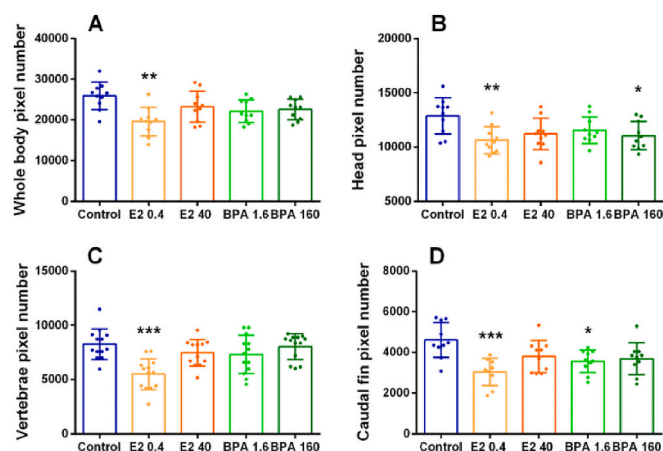 A
Whole body pixel number
40000
30000
20000
10000
0
**
Control E2 0.4 E2 40 BPA 1.6 BPA 160
B
Head pixel number
20000
15000
10000
5000
**
*
Control E2 0.4 E2 40 BPA 1.6 BPA 160
C
Vertebrae pixel number
15000
10000
5000
0
***
Control E2 0.4 E2 40 BPA 1.6 BPA 160
D
Caudal fin pixel number
8000
6000
4000
2000
0
***
*
Control E2 0.4 E2 40 BPA 1.6 BPA 160